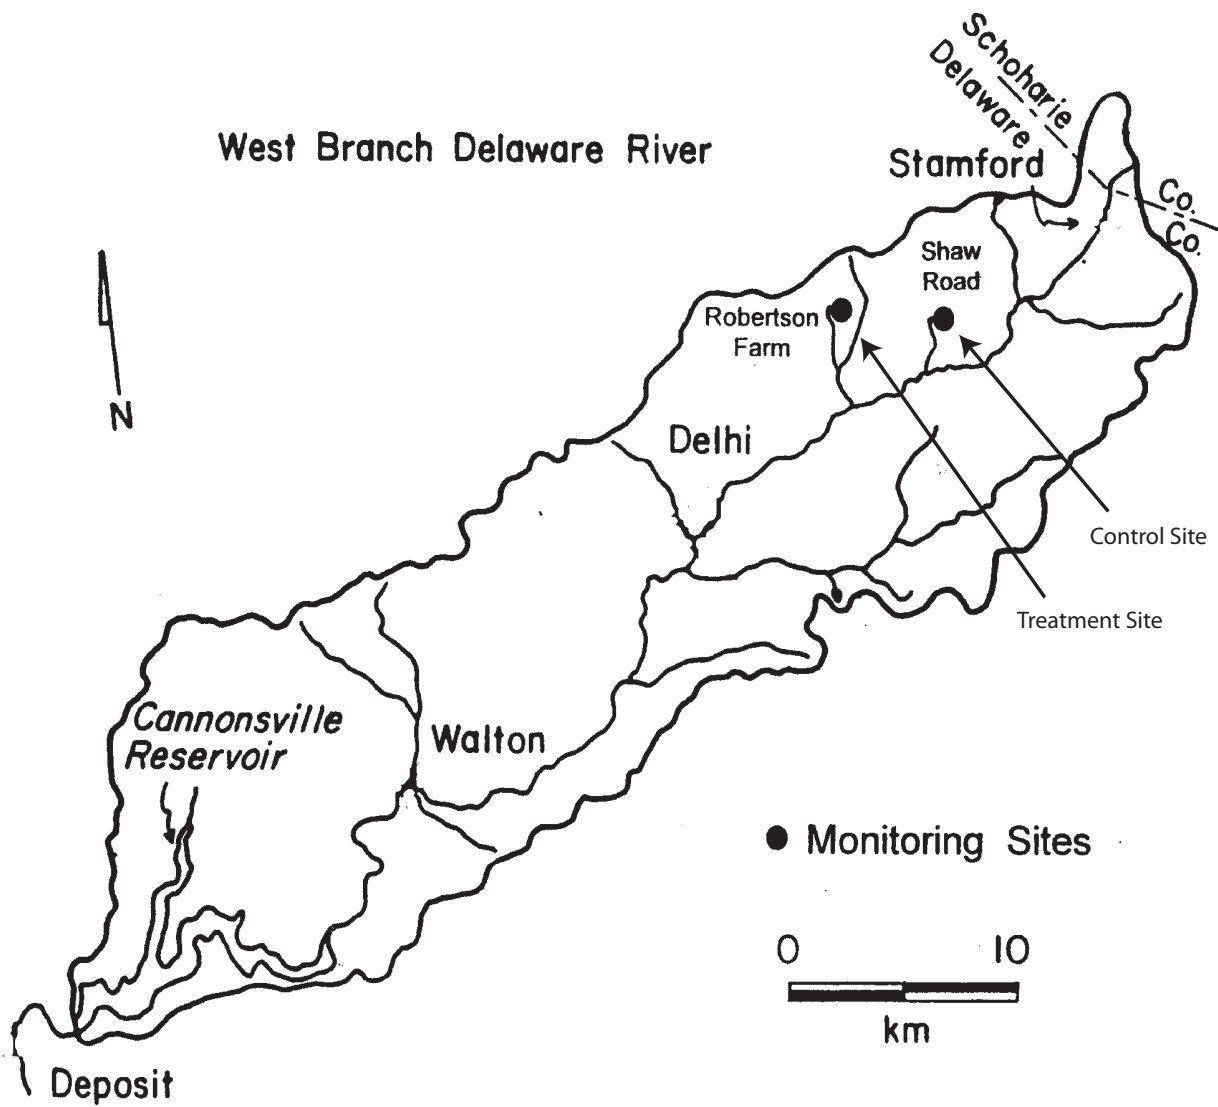 Schoharie
Delaware
West Branch Delaware River
Stamford
Co.
Co.
Shaw
Road
Robertson
Farm
N
Delhi
Control Site
Treatment Site
Cannonsville
Reservoir
Walton
Monitoring Sites
0 10
km
Deposit